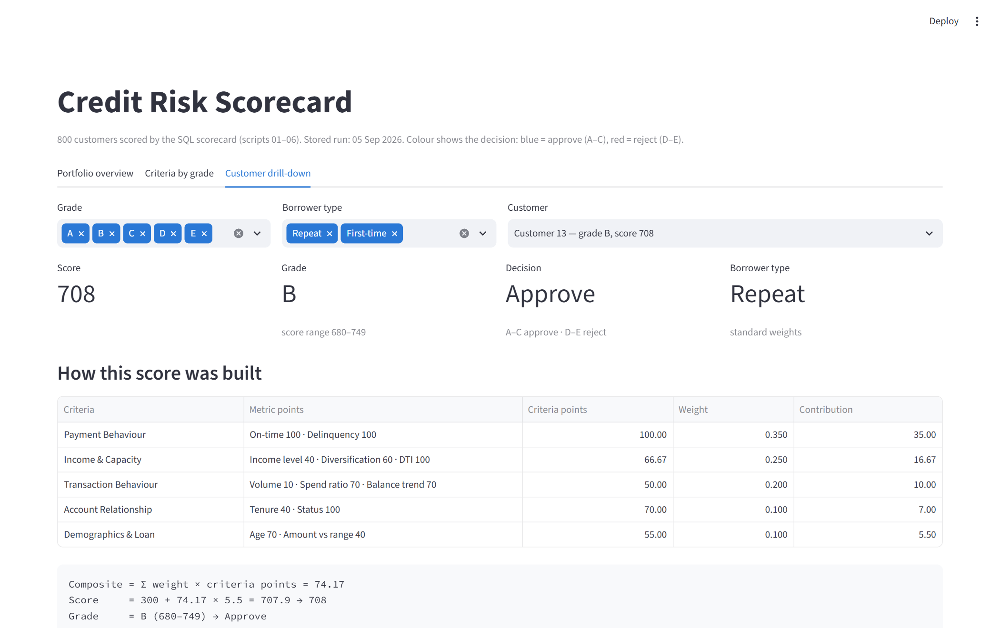 Deploy
Credit Risk Scorecard
800 customers scored by the SQL scorecard (scripts 01–06). Stored run: 05 Sep 2026. Colour shows the decision: blue = approve (A–C), red = reject (D–E).
Portfolio overview Criteria by grade Customer drill-down
Grade Borrower type Customer
A × B × C × D × E × Repeat × First-time × Customer 13 — grade B, score 708
Score Grade Decision Borrower type
708 B Approve Repeat
score range 680–749 A–C approve · D–E reject standard weights
How this score was built
Criteria Metric points Criteria points Weight Contribution
Payment Behaviour On-time 100 · Delinquency 100 100.00 0.350 35.00
Income & Capacity Income level 40 · Diversification 60 · DTI 100 66.67 0.250 16.67
Transaction Behaviour Volume 10 · Spend ratio 70 · Balance trend 70 50.00 0.200 10.00
Account Relationship Tenure 40 · Status 100 70.00 0.100 7.00
Demographics & Loan Age 70 · Amount vs range 40 55.00 0.100 5.50
Composite = Σ weight × criteria points = 74.17
Score = 300 + 74.17 × 5.5 = 707.9 → 708
Grade = B (680–749) → Approve